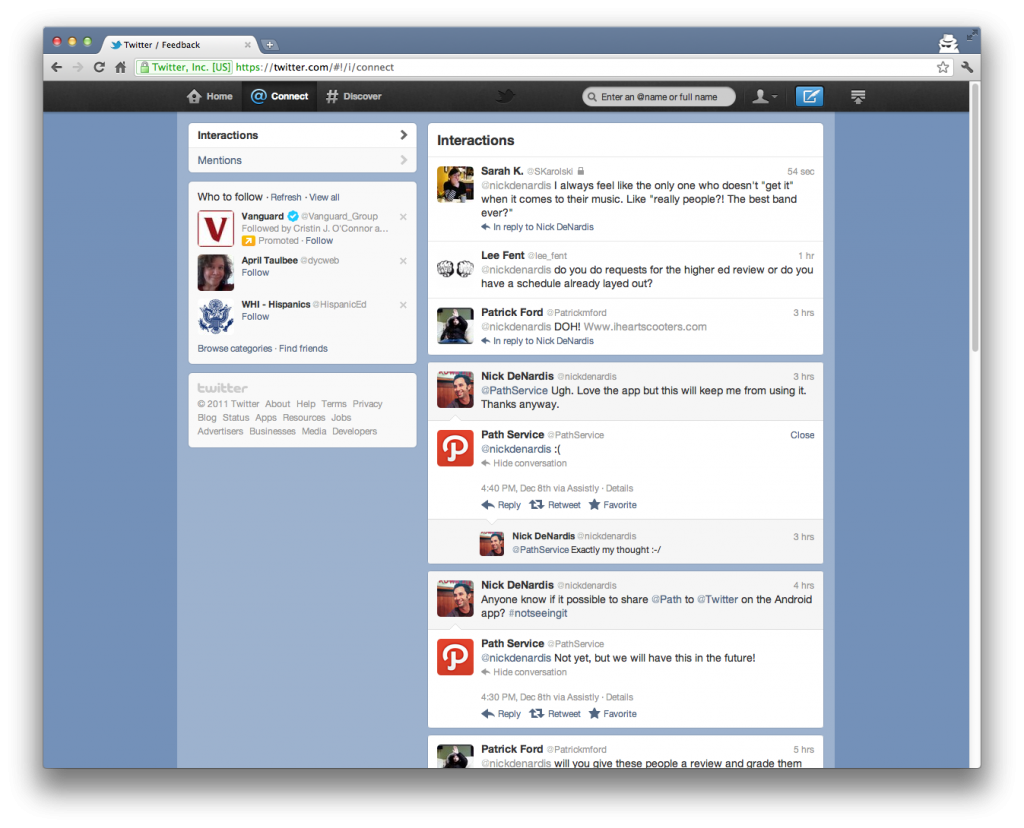 Twitter / Feedback
Twitter, Inc. [US] https://twitter.com/#!/i/connect
Home
@ Connect
# Discover
Enter an @name or full name
Interactions
Mentions
Who to follow · Refresh · View all
Vanguard @Vanguard_Group
Followed by Cristin J. O'Connor a...
Promoted · Follow
April Taulbee @dycweb
Follow
WHI - Hispanics @HispanicEd
Follow
Browse categories · Find friends
twitter
© 2011 Twitter About Help Terms Privacy
Blog Status Apps Resources Jobs
Advertisers Businesses Media Developers
Interactions
Sarah K. @SKarolski 54 sec
@nickdenardis I always feel like the only one who doesn't "get it"
when it comes to their music. Like "really people?! The best band
ever?"
In reply to Nick DeNardis
Lee Fent @lee_fent 1 hr
@nickdenardis do you do requests for the higher ed review or do you
have a schedule already layed out?
Patrick Ford @Patrickmford 3 hrs
@nickdenardis DOH! Www.iheartscooters.com
In reply to Nick DeNardis
Nick DeNardis @nickdenardis 3 hrs
@PathService Ugh. Love the app but this will keep me from using it.
Thanks anyway.
Path Service @PathService Close
@nickdenardis :(
Hide conversation
4:40 PM, Dec 8th via Assistly · Details
Reply Retweet Favorite
Nick DeNardis @nickdenardis 3 hrs
@PathService Exactly my thought :-/
Nick DeNardis @nickdenardis 4 hrs
Anyone know if it possible to share @Path to @Twitter on the Android
app? #notseeingit
Path Service @PathService
@nickdenardis Not yet, but we will have this in the future!
Hide conversation
4:30 PM, Dec 8th via Assistly · Details
Reply Retweet Favorite
Patrick Ford @Patrickmford 5 hrs
@nickdenardis will you give these people a review and grade them